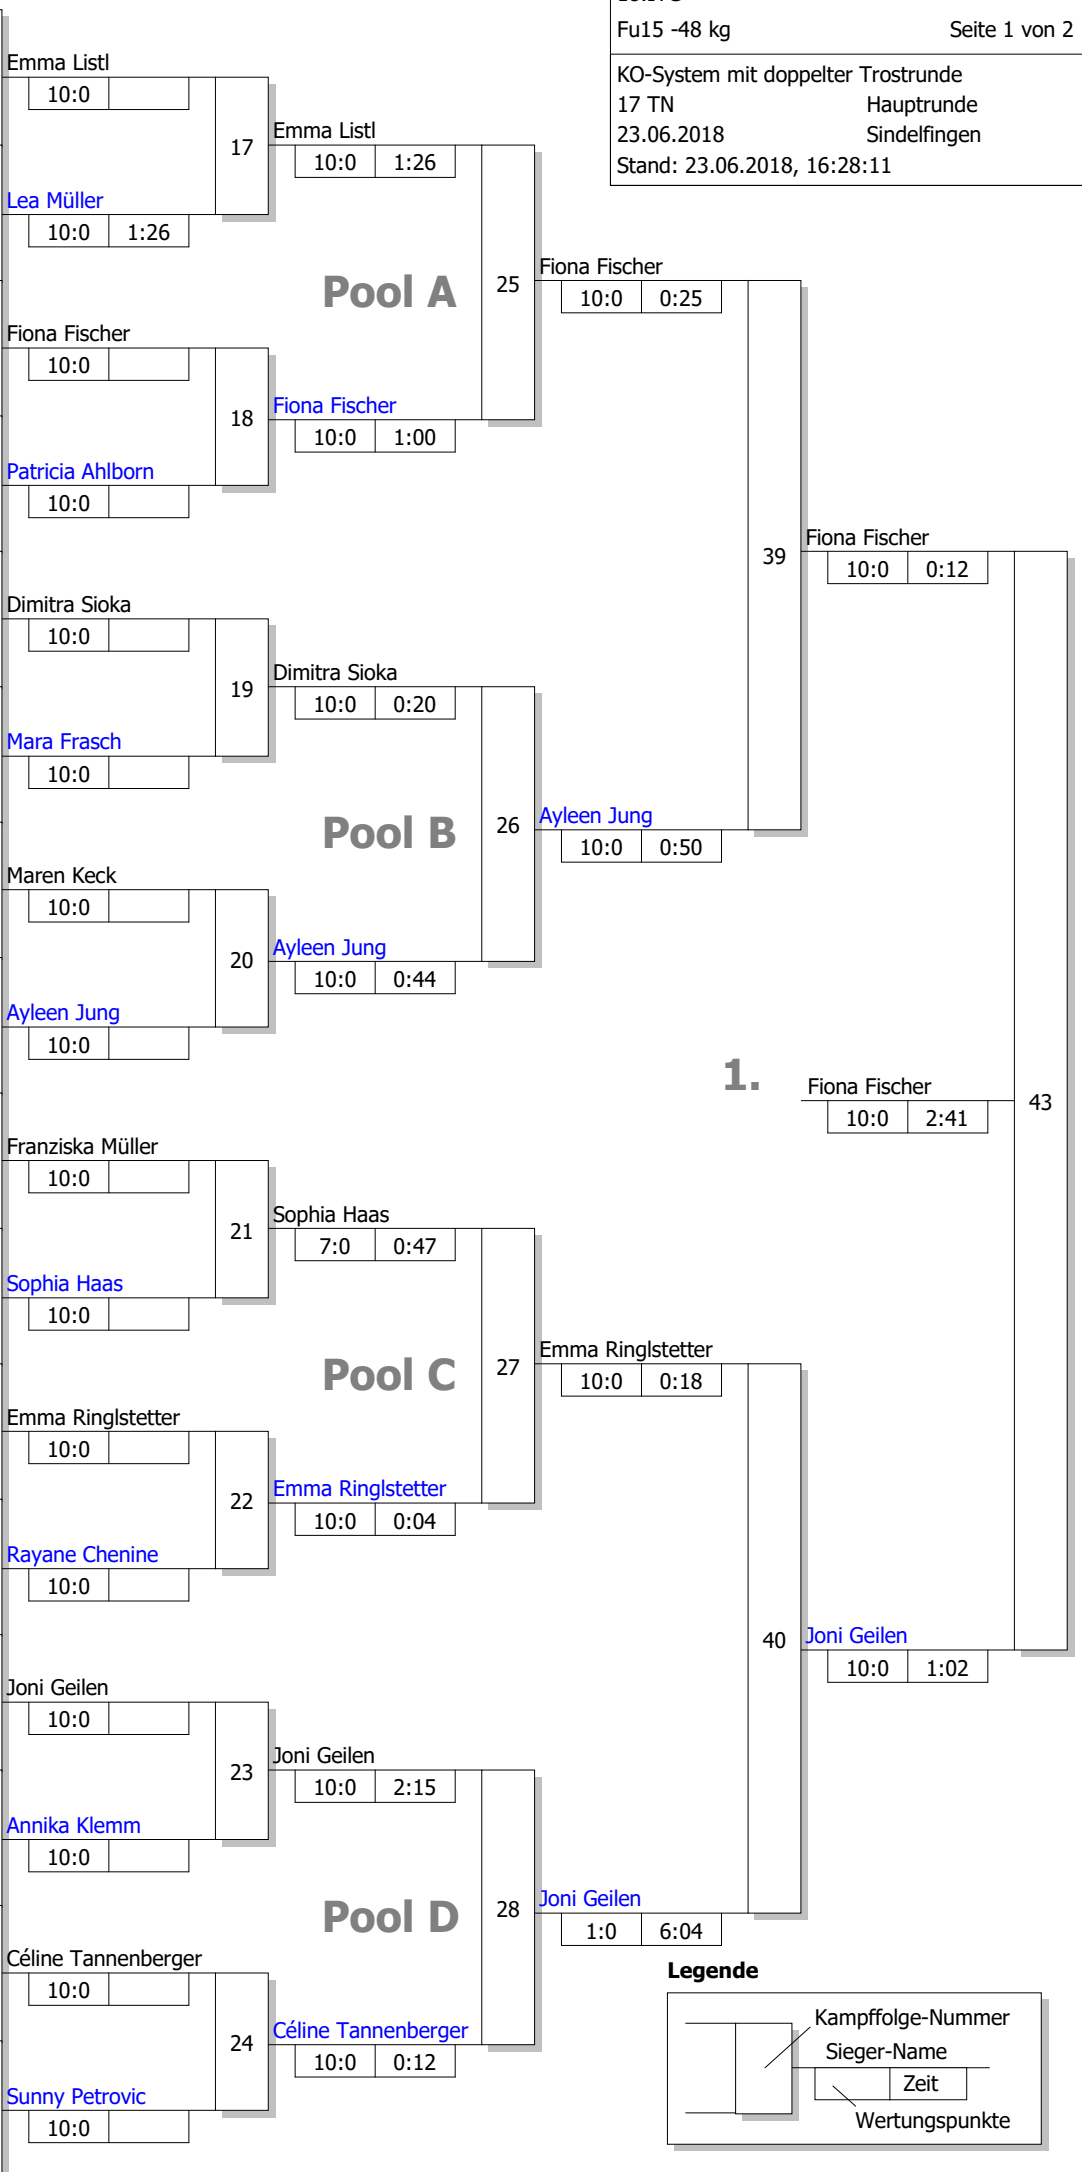 Fu15 -48 kg Seite 1 von 2
KO-System mit doppelter Trostrunde
17 TN Hauptrunde
23.06.2018 Sindelfingen
Stand: 23.06.2018, 16:28:11
Emma Listl
10:0
17
Emma Listl
10:0 1:26
Lea Müller
10:0 1:26
Pool A
25
Fiona Fischer
10:0 0:25
Fiona Fischer
10:0
18
Fiona Fischer
10:0 1:00
Patricia Ahlborn
10:0
39
Fiona Fischer
10:0 0:12
Dimitra Sioka
10:0
19
Dimitra Sioka
10:0 0:20
Mara Frasch
10:0
Pool B
26
Ayleen Jung
10:0 0:50
Maren Keck
10:0
20
Ayleen Jung
10:0 0:44
Ayleen Jung
10:0
1.
Fiona Fischer
10:0 2:41
43
Franziska Müller
10:0
21
Sophia Haas
7:0 0:47
Sophia Haas
10:0
Pool C
27
Emma Ringlstetter
10:0 0:18
Emma Ringlstetter
10:0
22
Emma Ringlstetter
10:0 0:04
Rayane Chenine
10:0
40
Joni Geilen
10:0 1:02
Joni Geilen
10:0
23
Joni Geilen
10:0 2:15
Annika Klemm
10:0
Pool D
28
Joni Geilen
1:0 6:04
Céline Tannenberger
10:0
24
Céline Tannenberger
10:0 0:12
Sunny Petrovic
10:0
Legende
Kampffolge-Nummer
Sieger-Name
Zeit
Wertungspunkte